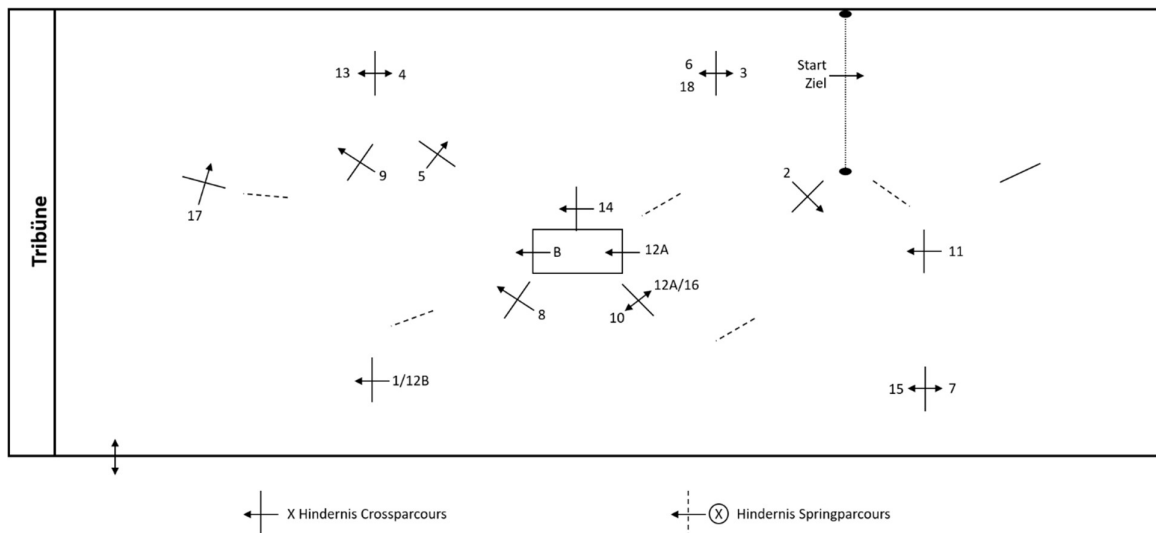 Tribüne
13
4
6
18
3
Start
Ziel
2
9
5
17
14
B
12A
11
8
10
12A/16
1/12B
15
7
X Hindernis Crossparcours
X Hindernis Springparcours